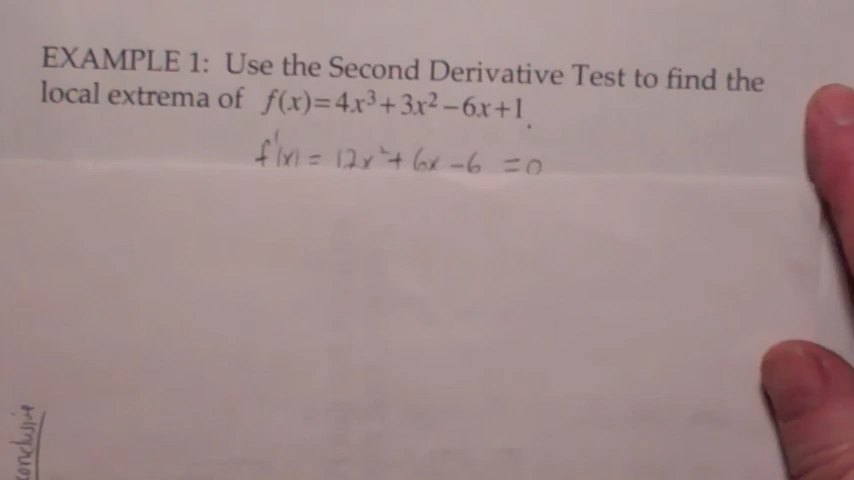 EXAMPLE 1: Use the Second Derivative Test to find the
local extrema of f(x)=4x³+3x²−6x+1.
f'(x) = 12x²+6x−6 =0